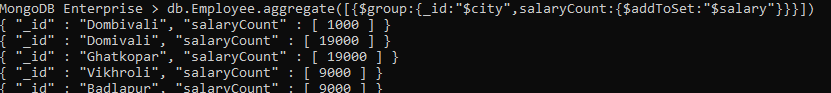 MongoDB Enterprise > db.Employee.aggregate([{$group:{_id:"$city",salaryCount:{$addToSet:"$salary"}}}])
{ "_id" : "Dombivali", "salaryCount" : [ 1000 ] }
{ "_id" : "Domivali", "salaryCount" : [ 19000 ] }
{ "_id" : "Ghatkopar", "salaryCount" : [ 19000 ] }
{ "_id" : "Vikhroli", "salaryCount" : [ 9000 ] }
{ "_id" : "Badlapur", "salaryCount" : [ 9000 ] }